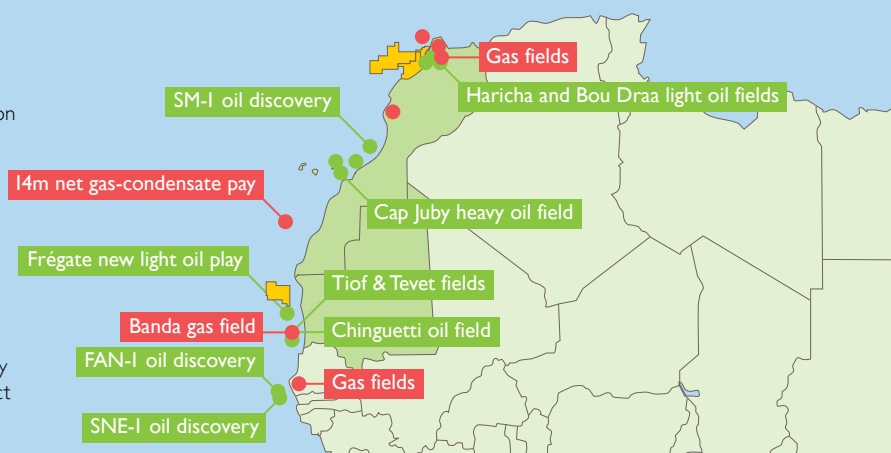 Gas fields
Haricha and Bou Draa light oil fields
SM-1 oil discovery
on
14m net gas-condensate pay
Cap Juby heavy oil field
Frégate new light oil play
Tiof & Tevet fields
Banda gas field
Chinguetti oil field
FAN-1 oil discovery
y
ct
Gas fields
SNE-1 oil discovery